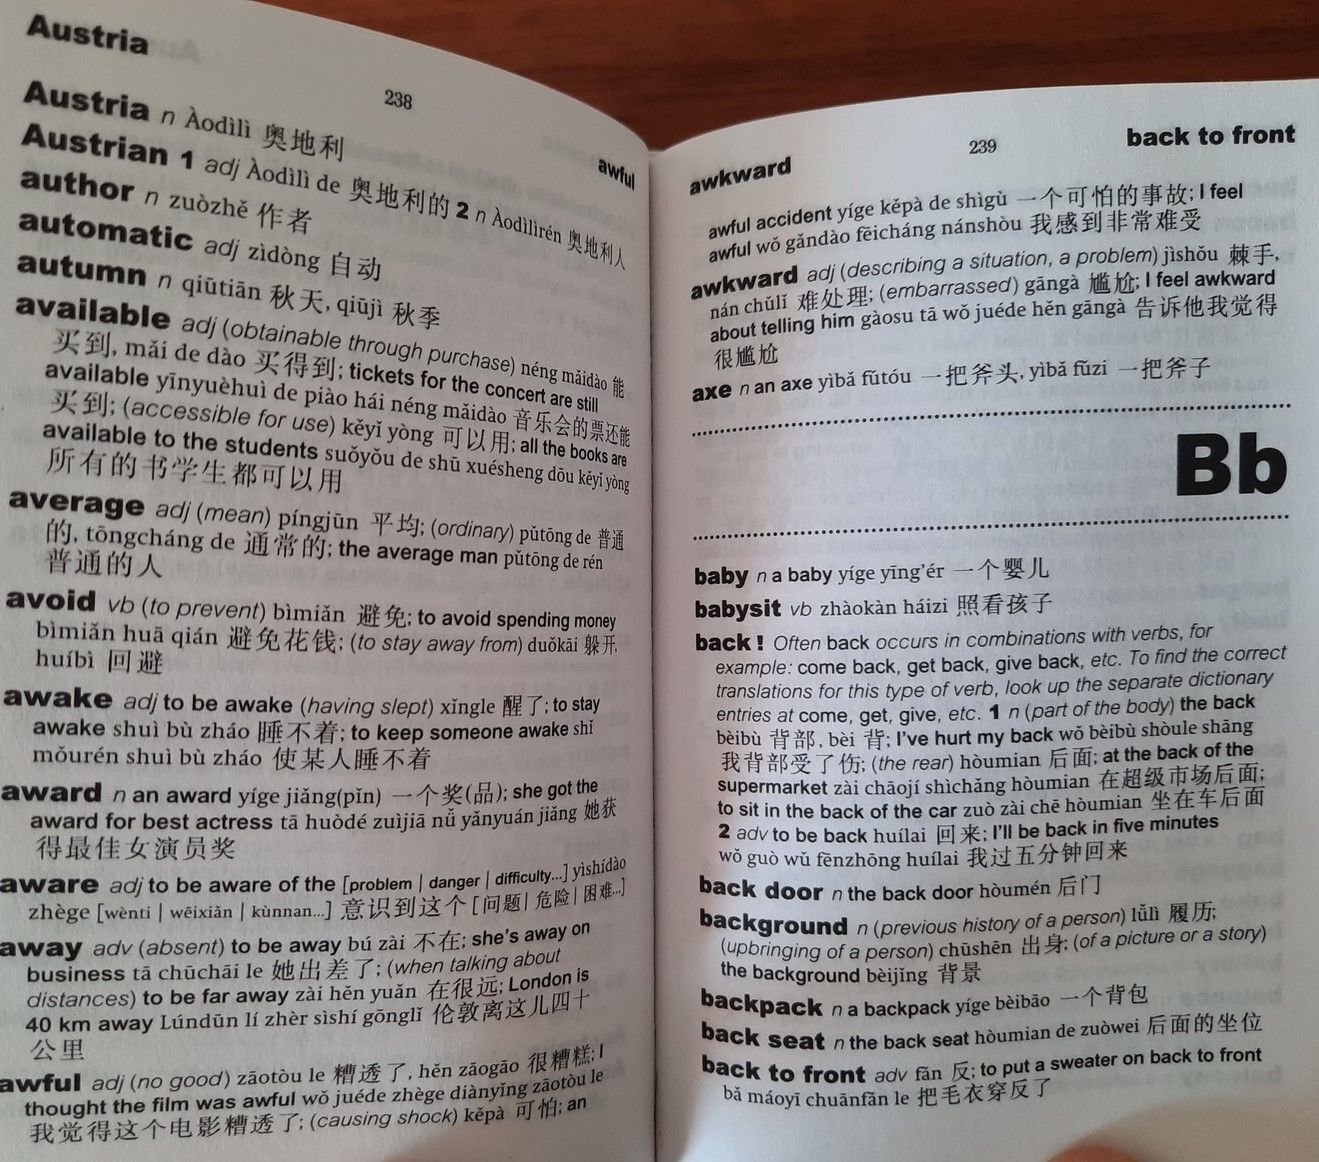 Austria
238
awful
Austria n Àodìlì 奥地利
Austrian 1 adj Àodìlì de 奥地利的 2 n Àodìlìrén 奥地利人
author n zuòzhě 作者
automatic adj zìdòng 自动
autumn n qiūtiān 秋天, qiūjì 秋季
available adj (obtainable through purchase) néng mǎidào 能
买到, mǎi de dào 买得到; tickets for the concert are still
available yīnyuèhuì de piào hái néng mǎidào 音乐会的票还能
买到; (accessible for use) kěyǐ yòng 可以用; all the books are
available to the students suǒyǒu de shū xuésheng dōu kěyǐ yòng
所有的书学生都可以用
average adj (mean) píngjūn 平均; (ordinary) pǔtōng de 普通
的, tōngcháng de 通常的; the average man pǔtōng de rén
普通的人
avoid vb (to prevent) bìmiǎn 避免; to avoid spending money
bìmiǎn huā qián 避免花钱; (to stay away from) duǒkāi 躲开,
huíbì 回避
awake adj to be awake (having slept) xǐngle 醒了; to stay
awake shuì bù zháo 睡不着; to keep someone awake shǐ
mǒurén shuì bù zháo 使某人睡不着
award n an award yíge jiǎng(pǐn) 一个奖(品); she got the
award for best actress tā huòdé zuìjiā nǚ yǎnyuán jiǎng 她获
得最佳女演员奖
aware adj to be aware of the [problem | danger | difficulty...] yìshídào
zhège [wèntí | wēixiǎn | kùnnan...] 意识到这个 [问题 | 危险 | 困难...]
away adv (absent) to be away bú zài 不在; she's away on
business tā chūchāi le 她出差了; (when talking about
distances) to be far away zài hěn yuǎn 在很远; London is
40 km away Lúndūn lí zhèr sìshí gōnglǐ 伦敦离这儿四十
公里
awful adj (no good) zāotòu le 糟透了, hěn zāogāo 很糟糕; I
thought the film was awful wǒ juéde zhège diànyǐng zāotòu le
我觉得这个电影糟透了; (causing shock) kěpà 可怕; an
awkward
239
back to front
awful accident yíge kěpà de shìgù 一个可怕的事故; I feel
awful wǒ gǎndào fēicháng nánshòu 我感到非常难受
awkward adj (describing a situation, a problem) jíshǒu 棘手,
nán chǔlǐ 难处理; (embarrassed) gāngà 尴尬; I feel awkward
about telling him gàosu tā wǒ juéde hěn gāngà 告诉他我觉得
很尴尬
axe n an axe yìbǎ fǔtóu 一把斧头, yìbǎ fǔzi 一把斧子
Bb
baby n a baby yíge yīng'ér 一个婴儿
babysit vb zhàokàn háizi 照看孩子
back ! Often back occurs in combinations with verbs, for
example: come back, get back, give back, etc. To find the correct
translations for this type of verb, look up the separate dictionary
entries at come, get, give, etc. 1 n (part of the body) the back
bèibù 背部, bèi 背; I've hurt my back wǒ bèibù shòule shāng
我背部受了伤; (the rear) hòumian 后面; at the back of the
supermarket zài chāojí shìchǎng hòumian 在超级市场后面;
to sit in the back of the car zuò zài chē hòumian 坐在车后面
2 adv to be back huílai 回来; I'll be back in five minutes
wǒ guò wǔ fēnzhōng huílai 我过五分钟回来
back door n the back door hòumén 后门
background n (previous history of a person) lǚlì 履历;
(upbringing of a person) chūshēn 出身; (of a picture or a story)
the background bèijǐng 背景
backpack n a backpack yíge bèibāo 一个背包
back seat n the back seat hòumian de zuòwei 后面的坐位
back to front adv fǎn 反; to put a sweater on back to front
bǎ máoyī chuānfǎn le 把毛衣穿反了